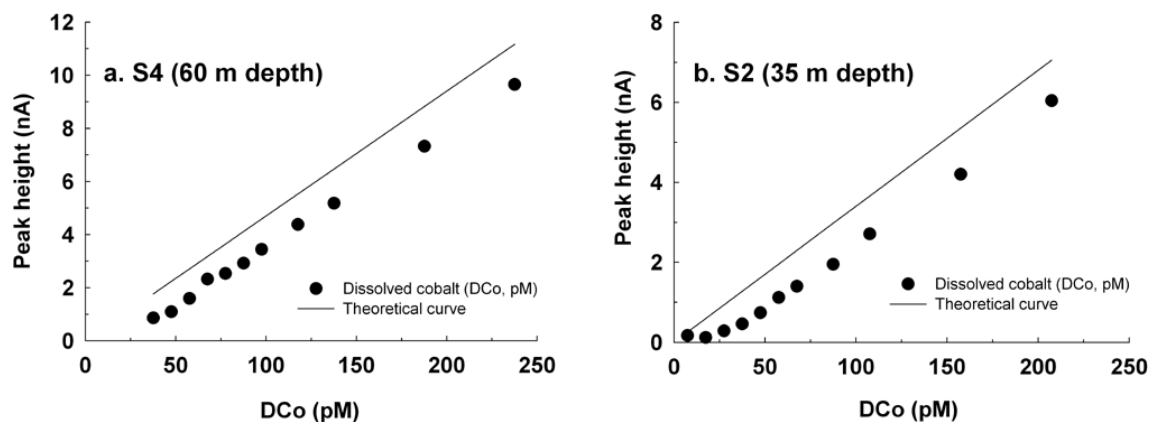 a. S4 (60 m depth)
Peak height (nA)
12
10
8
6
4
2
0
Dissolved cobalt (DCo, pM)
Theoretical curve
0 50 100 150 200 250
DCo (pM)
b. S2 (35 m depth)
Peak height (nA)
8
6
4
2
0
Dissolved cobalt (DCo, pM)
Theoretical curve
0 50 100 150 200 250
DCo (pM)